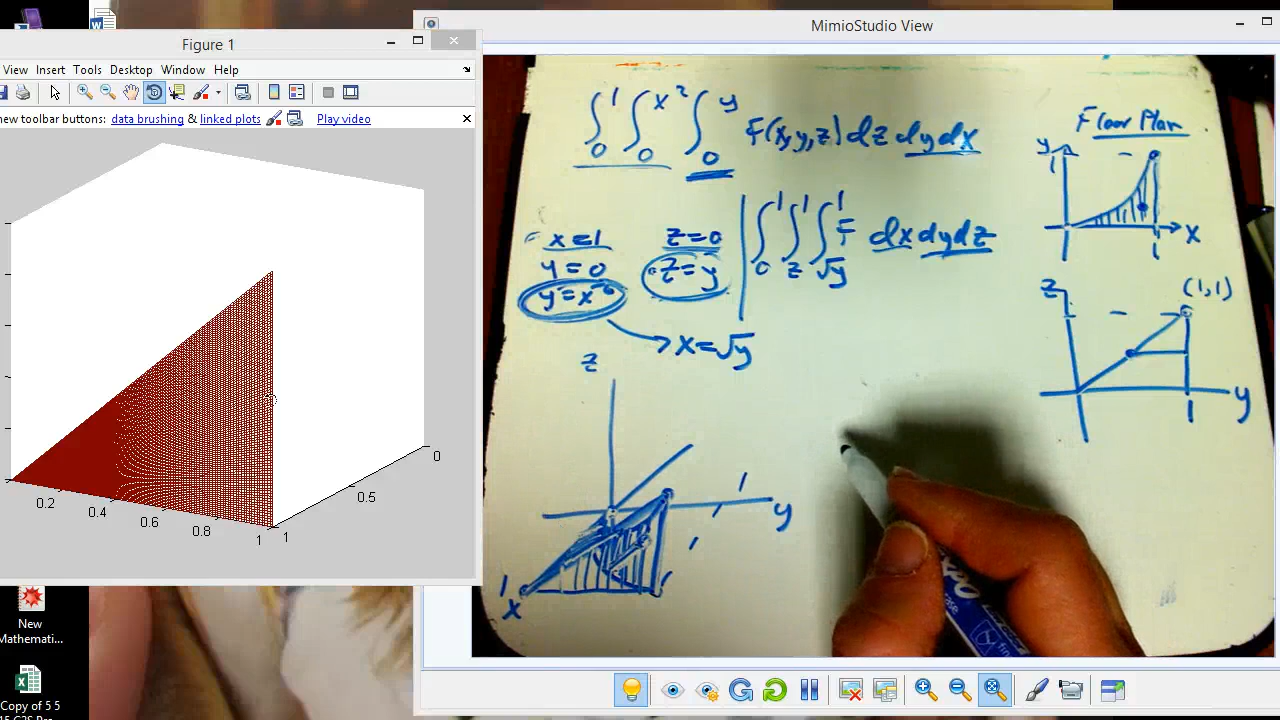 Figure 1
View Insert Tools Desktop Window Help
new toolbar buttons: data brushing & linked plots Play video
0
0.5
1
0.2
0.4
0.6
0.8
1
New
Mathemati...
Copy of 5 5
MimioStudio View
∫₀¹ ∫₀^x² ∫₀^y F(x,y,z) dz dy dx
Floor Plan
y
1
x
1
x=1
y=0
y=x²
z=0
z=y
∫₀¹ ∫_z¹ ∫_√y¹ F dx dy dz
→ x=√y
z
(1,1)
y
1
z
1
y
1
x